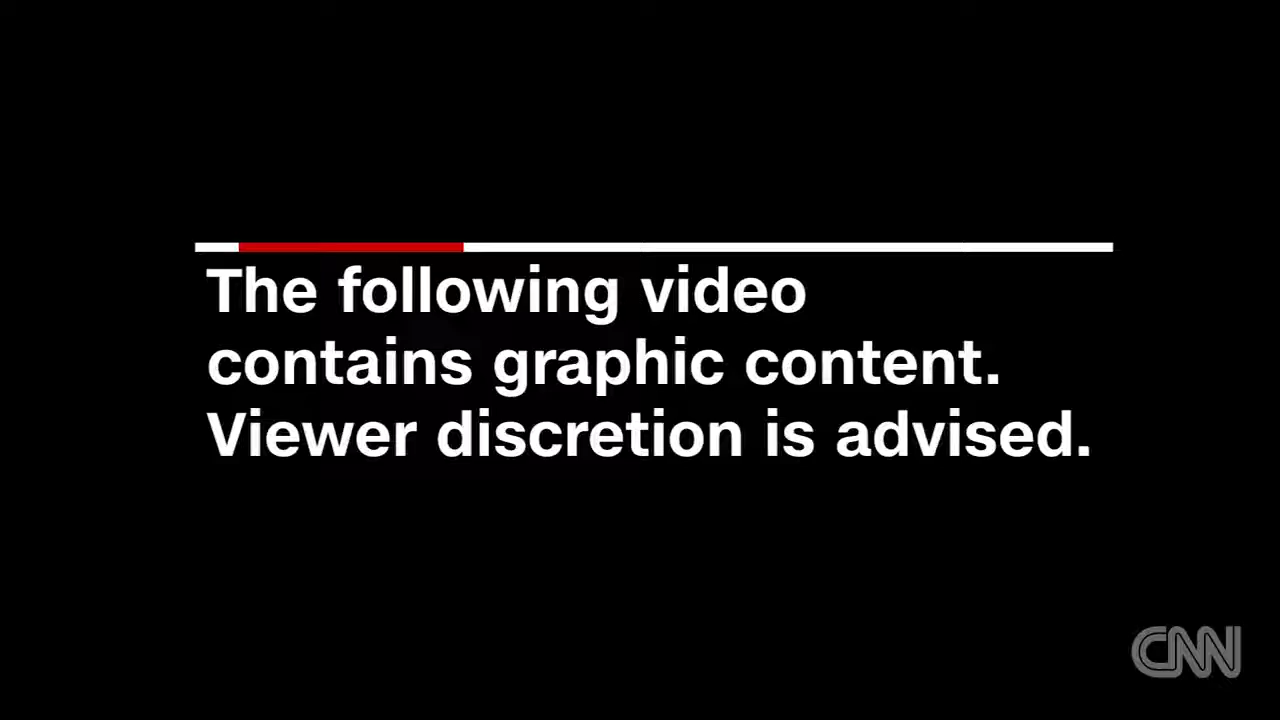 The following video
contains graphic content.
Viewer discretion is advised.
CNN